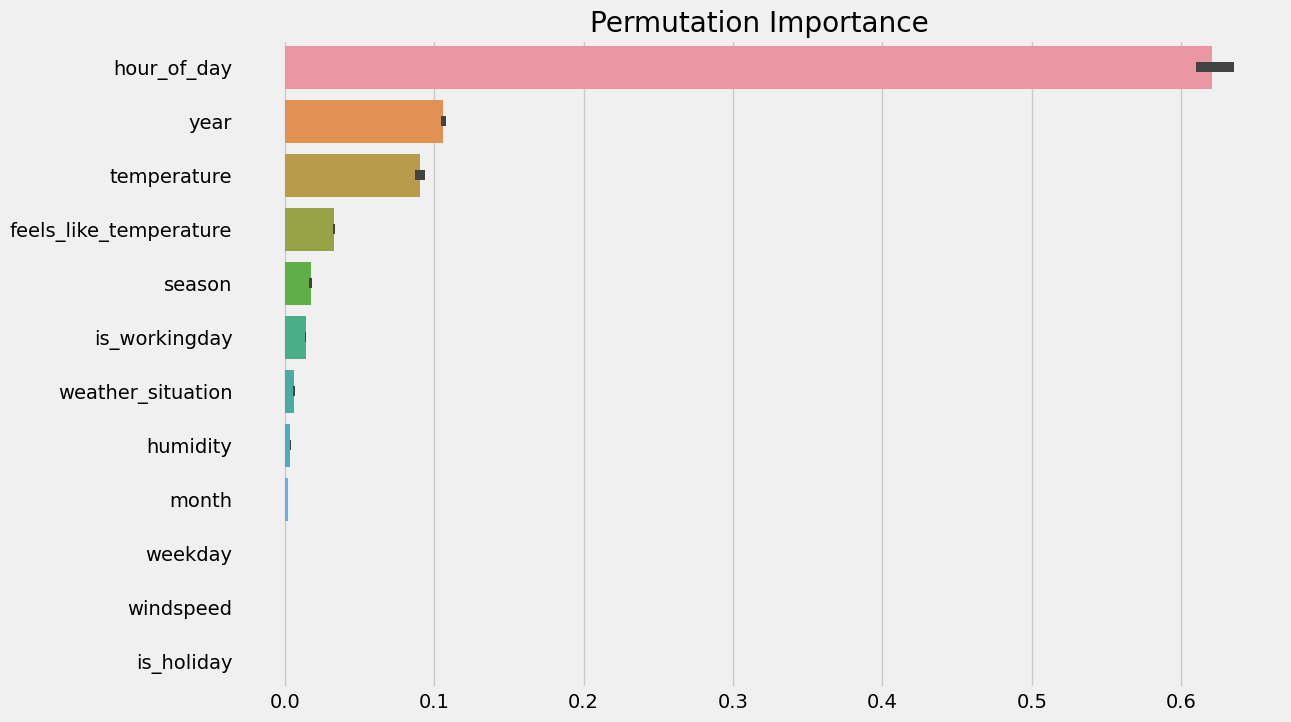 Permutation Importance
hour_of_day
year
temperature
feels_like_temperature
season
is_workingday
weather_situation
humidity
month
weekday
windspeed
is_holiday
0.0 0.1 0.2 0.3 0.4 0.5 0.6